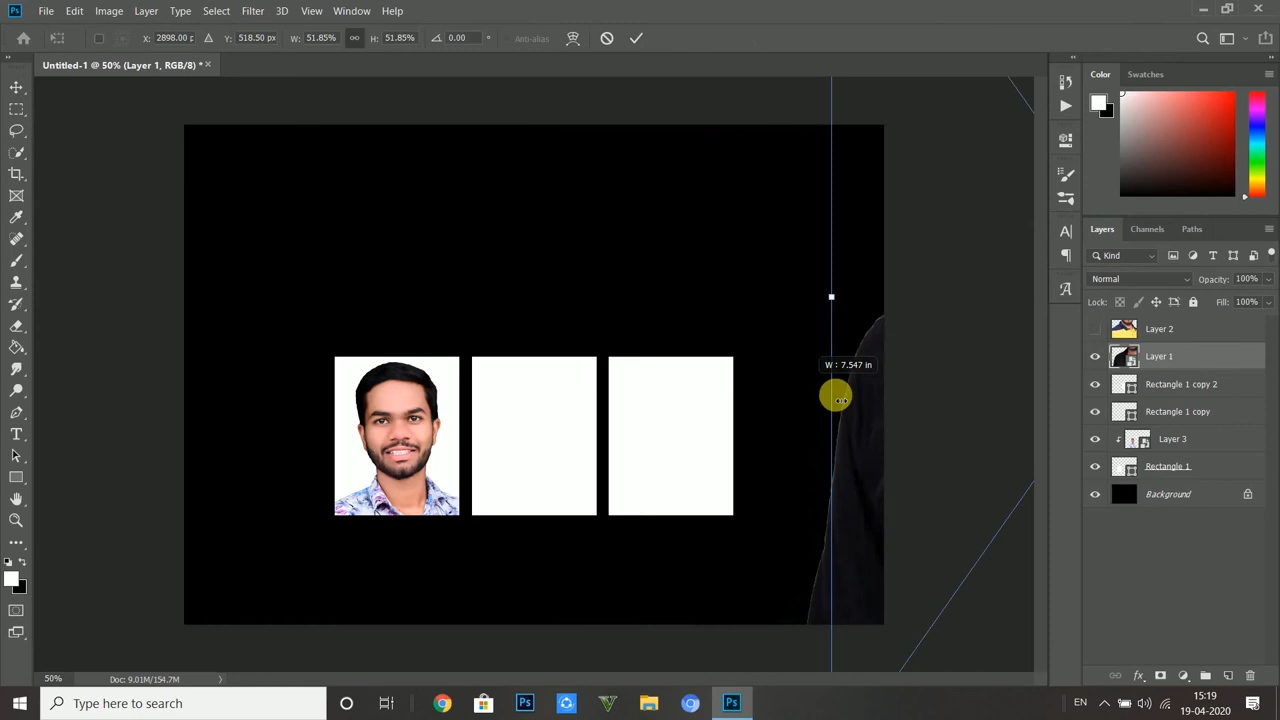 Ps File Edit Image Layer Type Select Filter 3D View Window Help
X: 2898.00 p Y: 518.50 px W: 51.85% H: 51.85% 0.00 ° Anti-alias
Untitled-1 @ 50% (Layer 1, RGB/8) * ×
Color Swatches
W : 7.547 in
Layers Channels Paths
Kind
Normal Opacity: 100%
Lock: Fill: 100%
Layer 2
Layer 1
Rectangle 1 copy 2
Rectangle 1 copy
Layer 3
Rectangle 1
Background
50% Doc: 9.01M/154.7M
Type here to search
Ps Ps
EN 15:19
19-04-2020